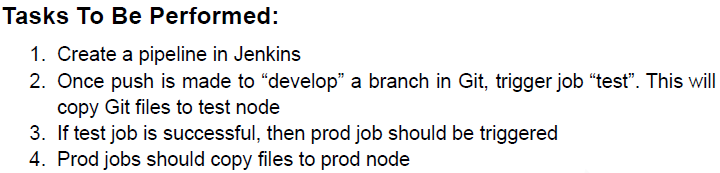 Tasks To Be Performed:
1. Create a pipeline in Jenkins
2. Once push is made to “develop” a branch in Git, trigger job “test”. This will
copy Git files to test node
3. If test job is successful, then prod job should be triggered
4. Prod jobs should copy files to prod node